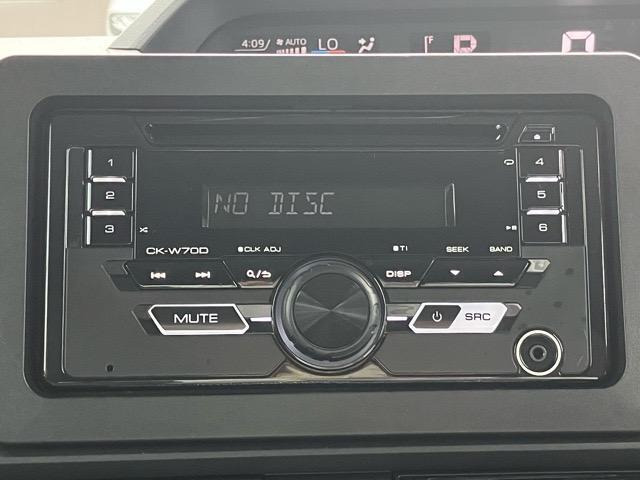 4:09 AUTO LO F P 0
1 4
NO DISC
2 5
3 6
CK-W70D CLK ADJ TI SEEK BAND
DISP
MUTE SRC